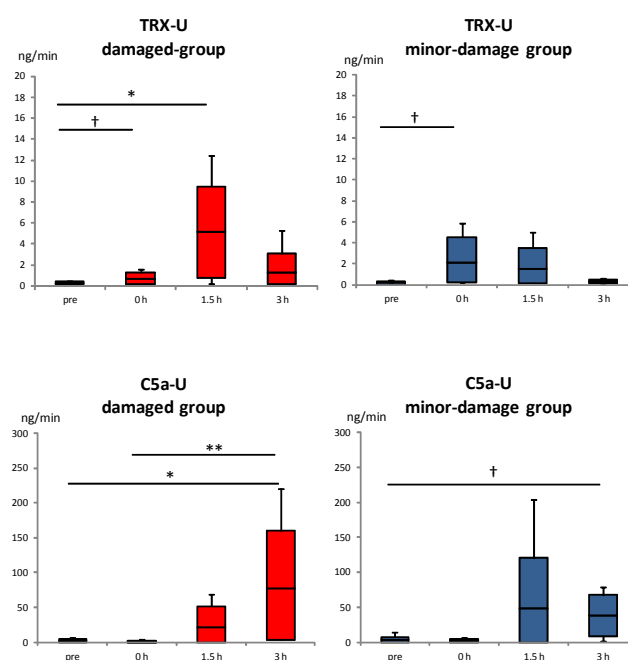 TRX-U
damaged-group
ng/min
20
18
16
14
12
10
8
6
4
2
0
*
†
pre 0 h 1.5 h 3 h
TRX-U
minor-damage group
ng/min
20
18
16
14
12
10
8
6
4
2
0
†
pre 0 h 1.5 h 3 h
C5a-U
damaged group
ng/min
300
250
200
150
100
50
0
**
*
pre 0 h 1.5 h 3 h
C5a-U
minor-damage group
ng/min
300
250
200
150
100
50
0
†
pre 0 h 1.5 h 3 h